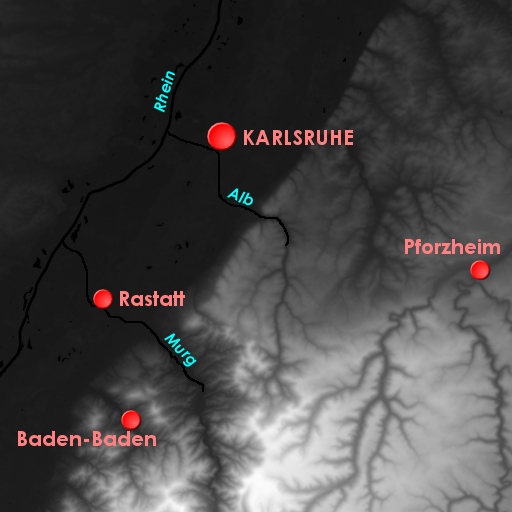 Rhein
KARLSRUHE
Alb
Pforzheim
Rastatt
Murg
Baden-Baden